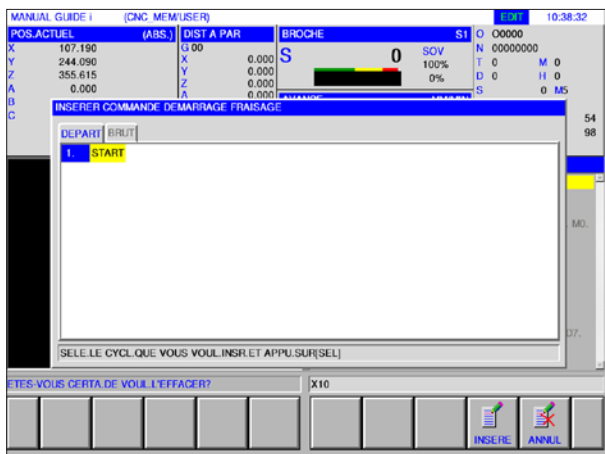 MANUAL GUIDE i (CNC_MEM/USER) EDIT 10:38:32
POS.ACTUEL (ABS.) DIST A PAR BROCHE S1 O O0000
X 107.190 G 00 N 00000000
Y 244.090 X 0.000 S 0 SOV T 0 M 0
Z 355.615 Y 0.000 100% D 0 H 0
A 0.000 Z 0.000 0% S 0 M5
B A 0.000
C 54
98
INSERER COMMANDE DEMARRAGE FRAISAGE
DEPART BRUT
1. START
M0.
07.
SELE.LE CYCL.QUE VOUS VOUL.INSR.ET APPU.SUR[SEL]
ETES-VOUS CERTA.DE VOUL.L'EFFACER? X10
INSERE ANNUL